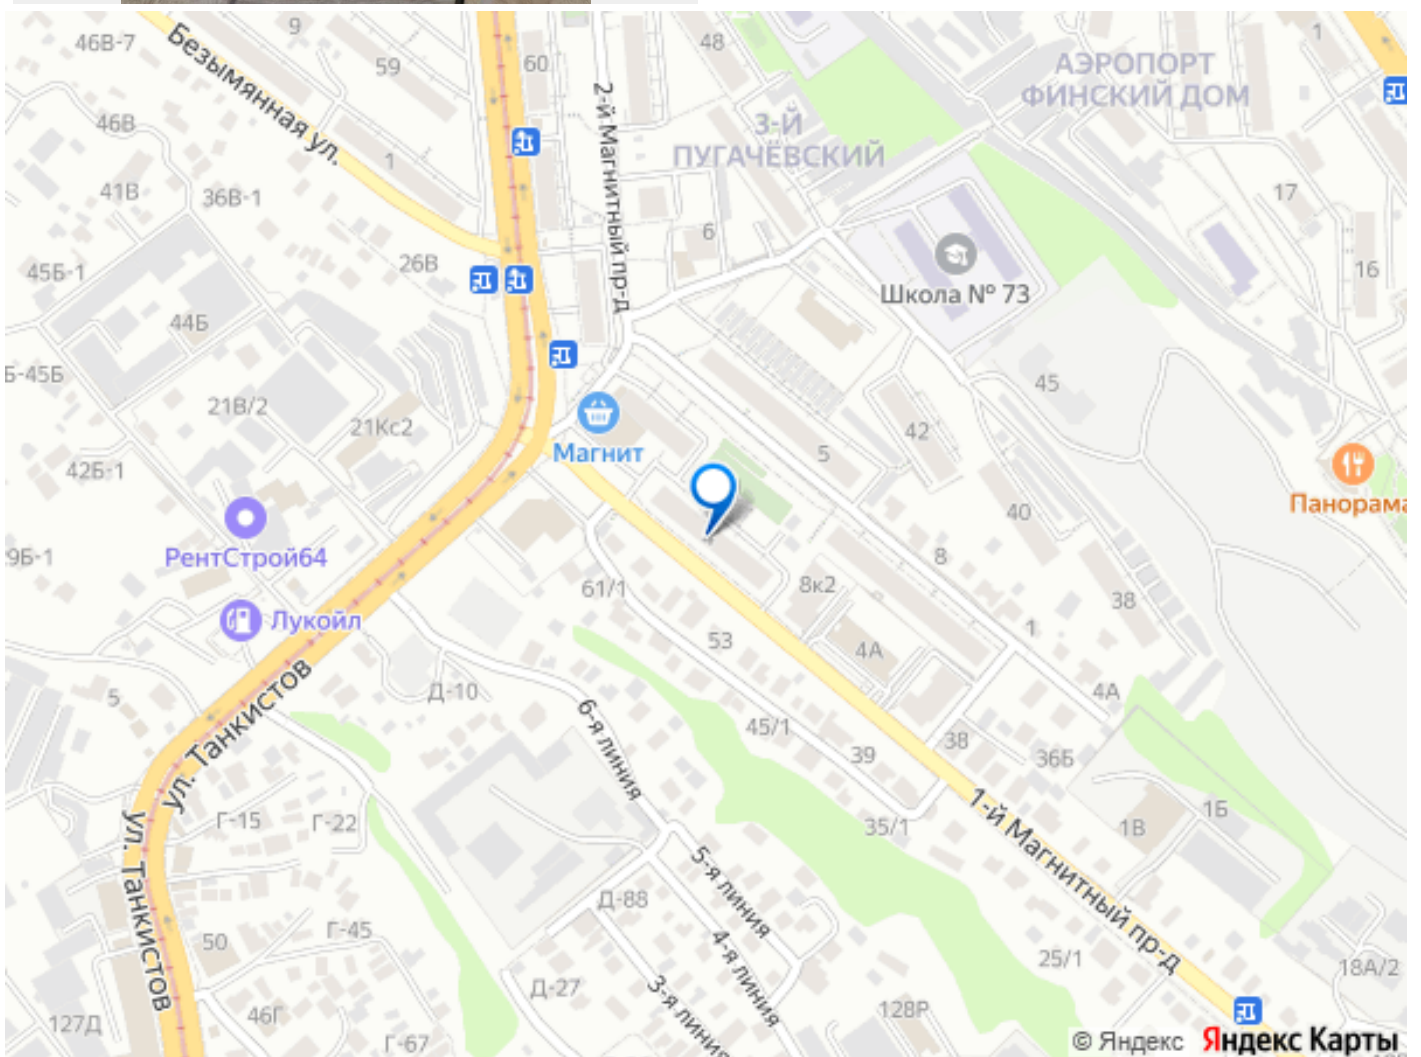 46В-7
9
59
60
48
1
Безымянная ул.
2-й Магнитный пр-д
АЭРОПОРТ
ФИНСКИЙ ДОМ
3-Й
ПУГАЧЁВСКИЙ
46В
1
41В
36В-1
17
6
26В
45Б-1
16
Школа № 73
44Б
45
5-45Б
21В/2
21Кс2
42
Магнит
5
42Б-1
Панорама
40
РентСтрой64
9Б-1
8
61/1
8к2
38
Лукойл
53
1
4А
Д-10
4А
5
6-я линия
45/1
38
39
36Б
ул. Танкистов
1Б
Г-15
Г-22
35/1
1В
1-й Магнитный пр-д
ул. Танкистов
5-я линия
Д-88
Г-45
50
4-я линия
25/1
18А/2
Д-27
3-я линия
46Г
128Р
127Д
Г-67
© Яндекс Яндекс Карты